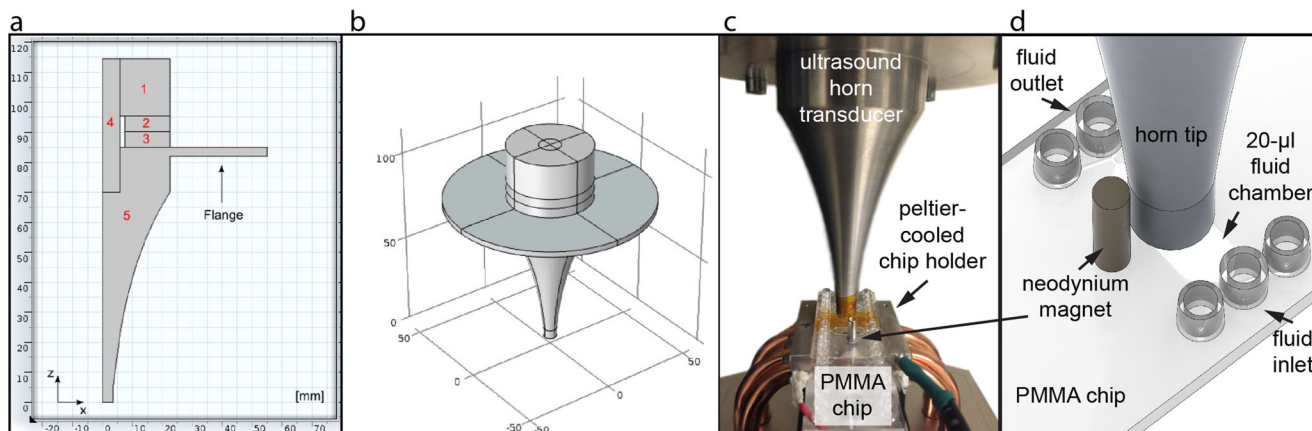 a
120
110
100
90
80
70
60
50
40
30
20
10
0
-20
-10
0
10
20
30
40
50
60
70
1
2
3
4
5
Flange
z
x
[mm]
b
100
50
0
50
0
-50
-50
0
50
c
ultrasound
horn
transducer
peltier-
cooled
chip holder
PMMA
chip
d
fluid
outlet
horn tip
20-µl
fluid
chamber
neodynium
magnet
fluid
inlet
PMMA chip